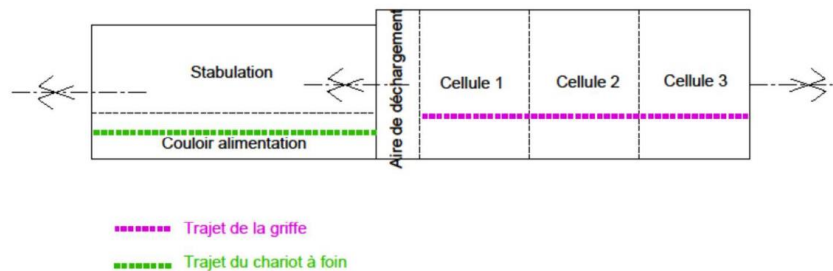 Stabulation
Couloir alimentation
Aire de déchargement
Cellule 1
Cellule 2
Cellule 3
Trajet de la griffe
Trajet du chariot à foin